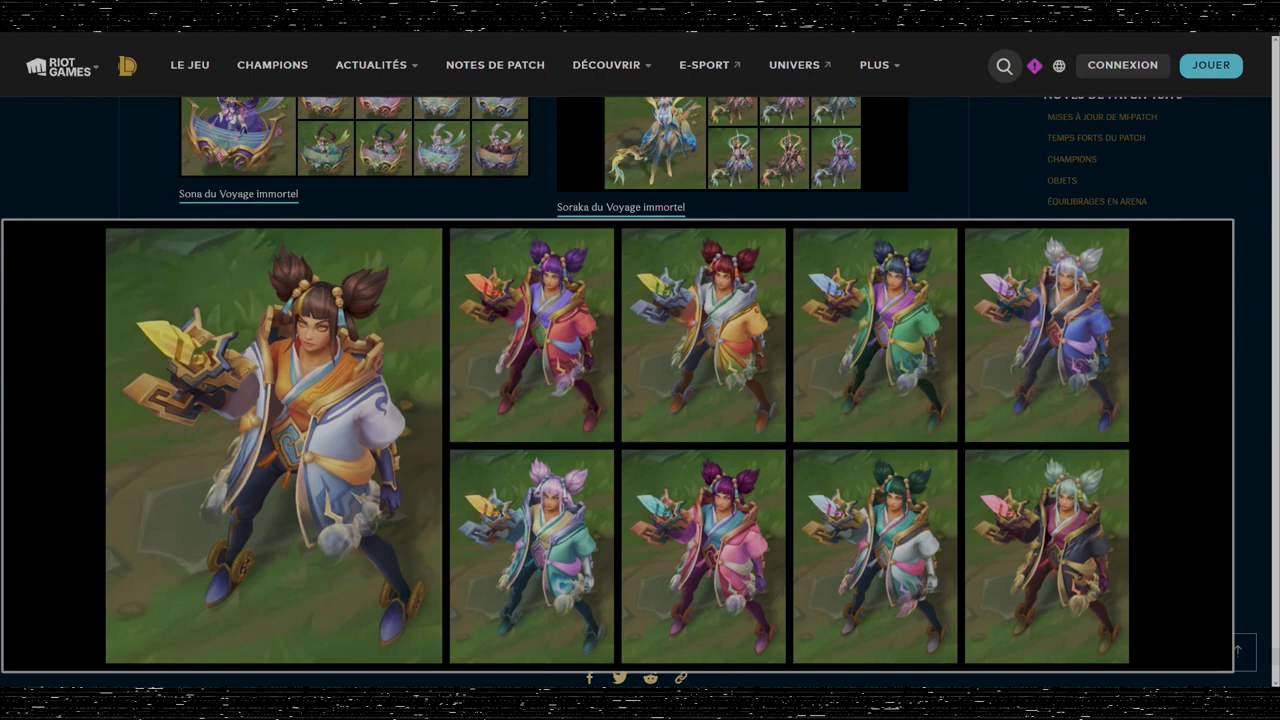 RIOT GAMES
LE JEU CHAMPIONS ACTUALITÉS NOTES DE PATCH DÉCOUVRIR E-SPORT UNIVERS PLUS CONNEXION JOUER
MISES À JOUR DE MI-PATCH
TEMPS FORTS DU PATCH
CHAMPIONS
OBJETS
ÉQUILIBRAGES EN ARENA
Sona du Voyage immortel
Soraka du Voyage immortel